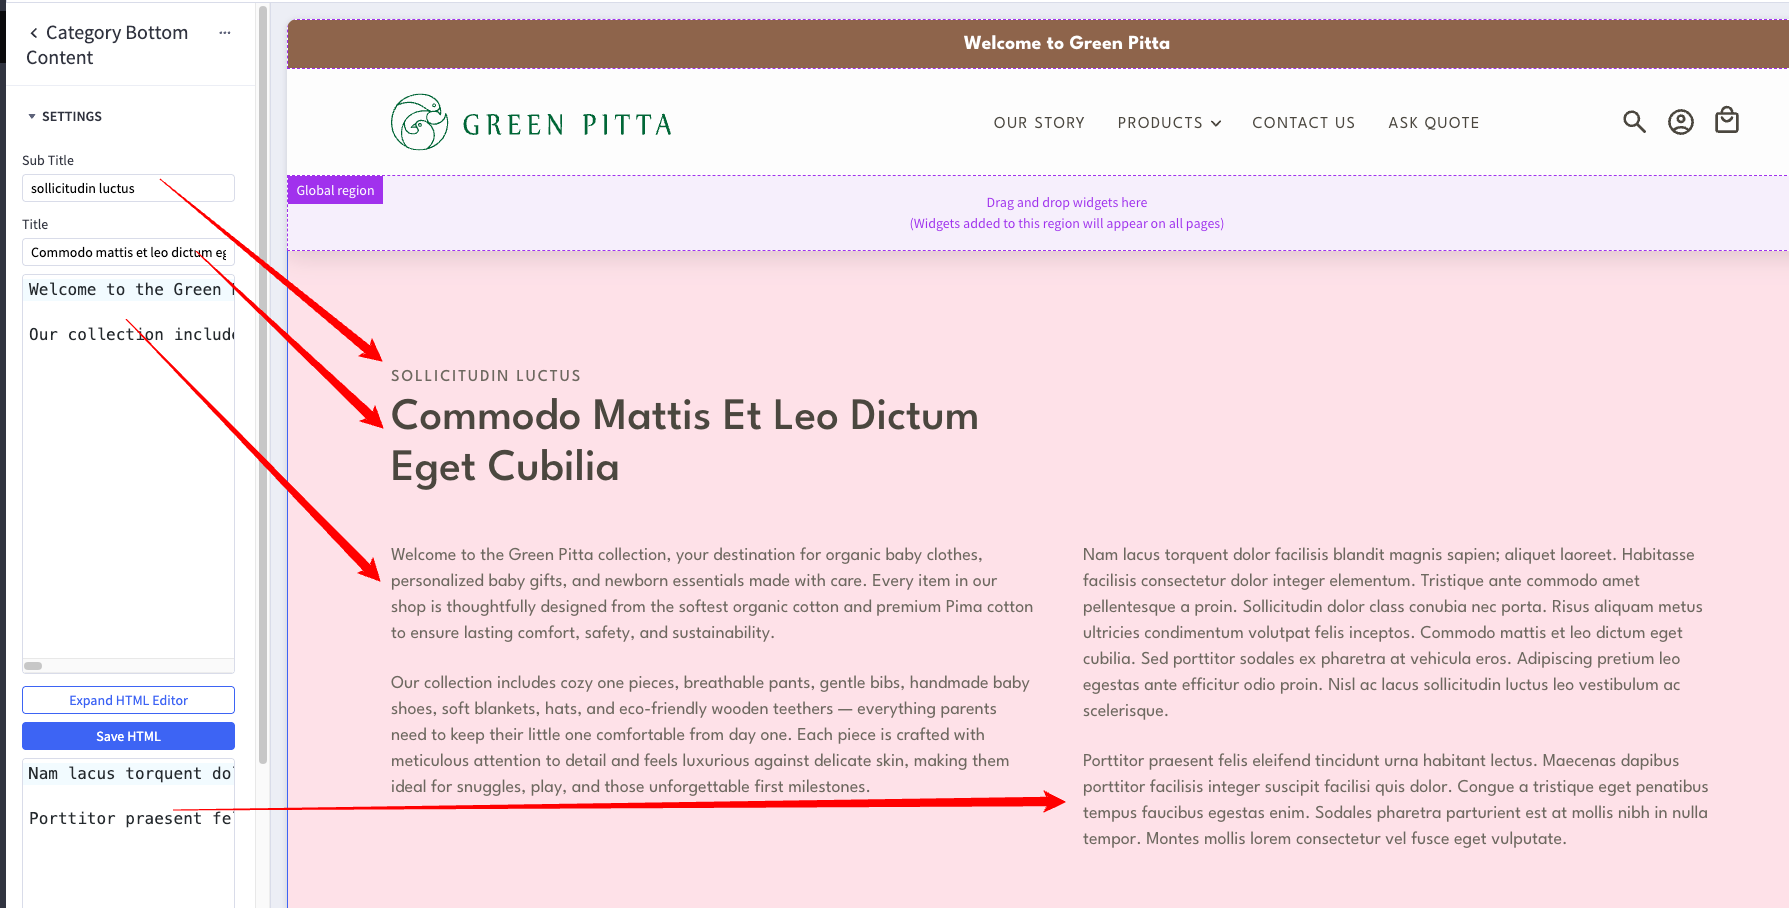 Category Bottom
Content
SETTINGS
Sub Title
sollicitudin luctus
Title
Commodo mattis et leo dictum eg
Welcome to the Green
Our collection include
Expand HTML Editor
Save HTML
Nam lacus torquent do
Porttitor praesent fe
Welcome to Green Pitta
GREEN PITTA
OUR STORY
PRODUCTS
CONTACT US
ASK QUOTE
Global region
Drag and drop widgets here
(Widgets added to this region will appear on all pages)
SOLLICITUDIN LUCTUS
Commodo Mattis Et Leo Dictum
Eget Cubilia
Welcome to the Green Pitta collection, your destination for organic baby clothes,
personalized baby gifts, and newborn essentials made with care. Every item in our
shop is thoughtfully designed from the softest organic cotton and premium Pima cotton
to ensure lasting comfort, safety, and sustainability.
Our collection includes cozy one pieces, breathable pants, gentle bibs, handmade baby
shoes, soft blankets, hats, and eco-friendly wooden teethers — everything parents
need to keep their little one comfortable from day one. Each piece is crafted with
meticulous attention to detail and feels luxurious against delicate skin, making them
ideal for snuggles, play, and those unforgettable first milestones.
Nam lacus torquent dolor facilisis blandit magnis sapien; aliquet laoreet. Habitasse
facilisis consectetur dolor integer elementum. Tristique ante commodo amet
pellentesque a proin. Sollicitudin dolor class conubia nec porta. Risus aliquam metus
ultricies condimentum volutpat felis inceptos. Commodo mattis et leo dictum eget
cubilia. Sed porttitor sodales ex pharetra at vehicula eros. Adipiscing pretium leo
egestas ante efficitur odio proin. Nisl ac lacus sollicitudin luctus leo vestibulum ac
scelerisque.
Porttitor praesent felis eleifend tincidunt urna habitant lectus. Maecenas dapibus
porttitor facilisis integer suscipit facilisi quis dolor. Congue a tristique eget penatibus
tempus faucibus egestas enim. Sodales pharetra parturient est at mollis nibh in nulla
tempor. Montes mollis lorem consectetur vel fusce eget vulputate.